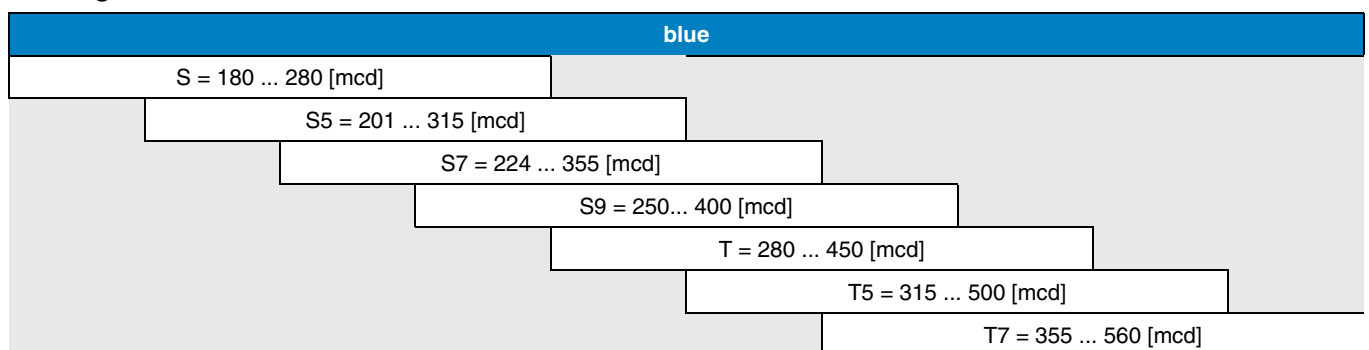 blue
S = 180 ... 280 [mcd]
S5 = 201 ... 315 [mcd]
S7 = 224 ... 355 [mcd]
S9 = 250... 400 [mcd]
T = 280 ... 450 [mcd]
T5 = 315 ... 500 [mcd]
T7 = 355 ... 560 [mcd]